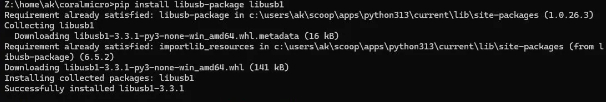 Z:\home\ak\coralmicro>pip install libusb-package libusb1
Requirement already satisfied: libusb-package in c:\users\ak\scoop\apps\python313\current\lib\site-packages (1.0.26.3)
Collecting libusb1
  Downloading libusb1-3.3.1-py3-none-win_amd64.whl.metadata (16 kB)
Requirement already satisfied: importlib_resources in c:\users\ak\scoop\apps\python313\current\lib\site-packages (from l
ibusb-package) (6.5.2)
Downloading libusb1-3.3.1-py3-none-win_amd64.whl (141 kB)
Installing collected packages: libusb1
Successfully installed libusb1-3.3.1